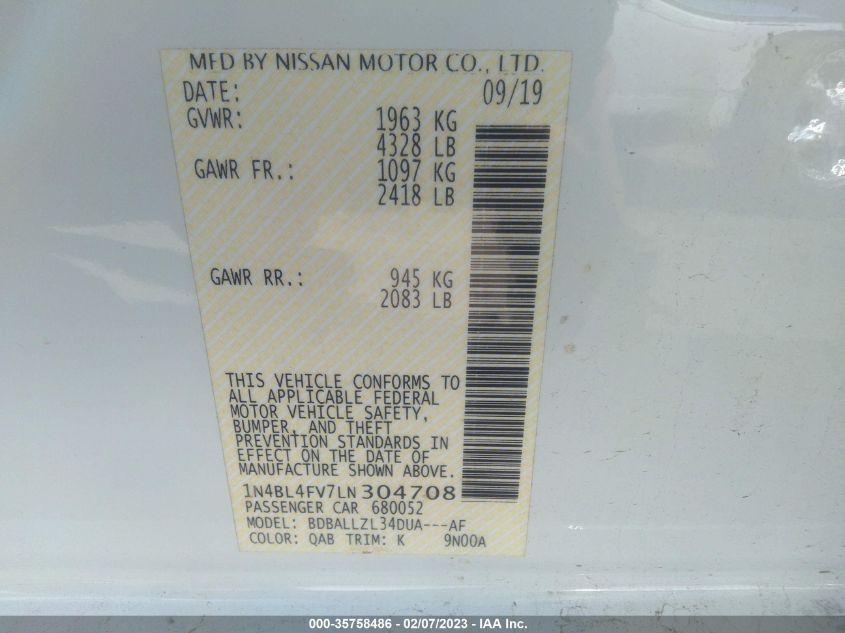 MFD BY NISSAN MOTOR CO., LTD.
DATE: 09/19
GVWR: 1963 KG
4328 LB
GAWR FR.: 1097 KG
2418 LB
GAWR RR.: 945 KG
2083 LB
THIS VEHICLE CONFORMS TO
ALL APPLICABLE FEDERAL
MOTOR VEHICLE SAFETY,
BUMPER, AND THEFT
PREVENTION STANDARDS IN
EFFECT ON THE DATE OF
MANUFACTURE SHOWN ABOVE.
1N4BL4FV7LN304708
PASSENGER CAR 680052
MODEL: BDBALLZL34DUA---AF
COLOR: QAB TRIM: K 9N00A
000-35758486 - 02/07/2023 - IAA Inc.